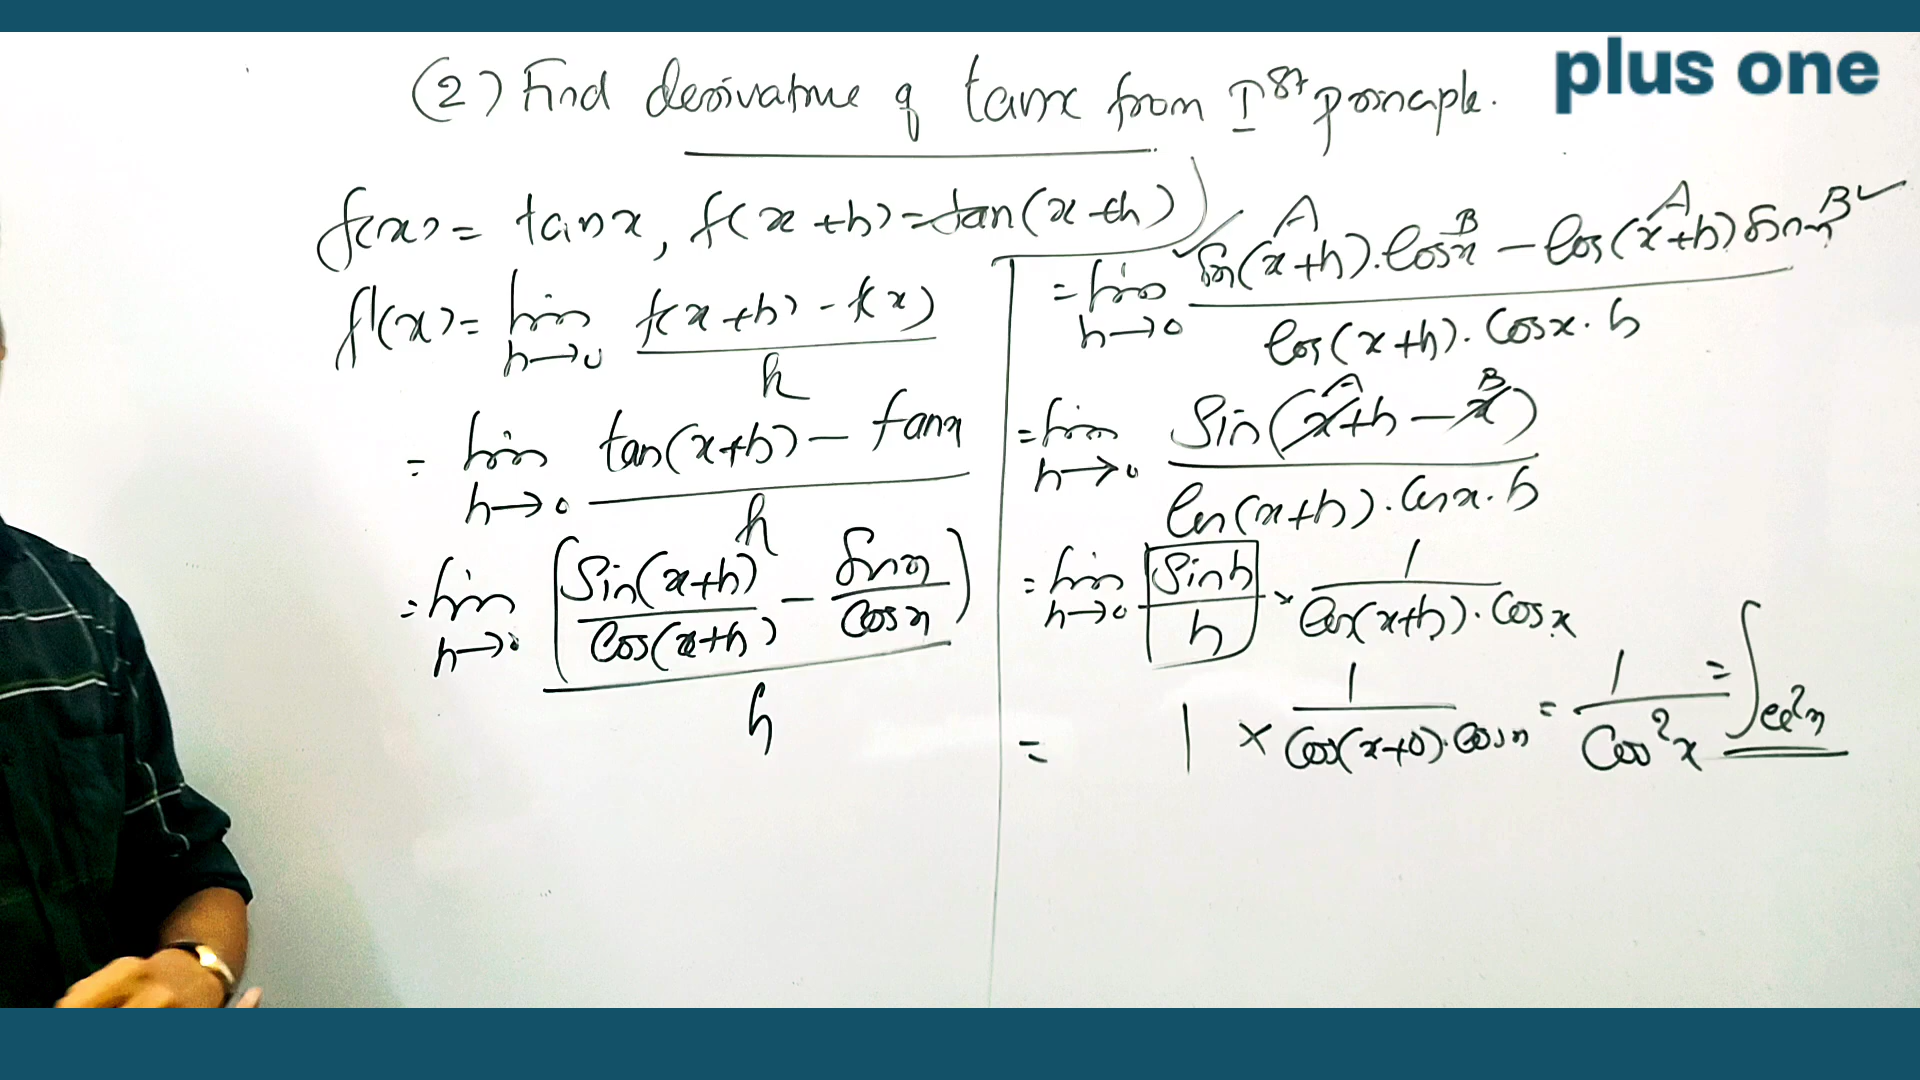 plus one
(2) Find derivative of tanx from Ist principle.
f(x) = tanx, f(x+h) = tan(x+h)
f'(x) = lim h→0 f(x+h) - f(x) / h
= lim h→0 tan(x+h) - tanx / h
= lim h→0 [Sin(x+h) / Cos(x+h) - Sinx / Cosx] / h
= lim h→0 Sin(x+h).Cosx - Cos(x+h) Sinx / Cos(x+h). Cosx. h
A B A B
= lim h→0 Sin(x+h - x) / Cos(x+h). Cosx. h
A B
= lim h→0 Sinh / h × 1 / Cos(x+h). Cosx
= 1 × 1 / Cos(x+0). Cosx = 1 / Cos²x = Sec²x